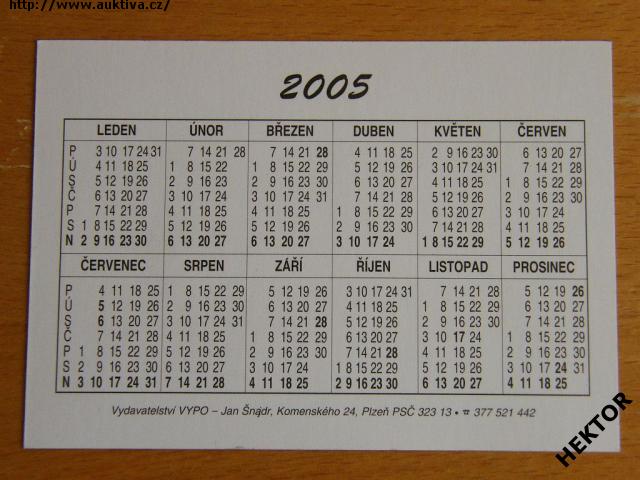 http://www.auktiva.cz/
2005
LEDEN ÚNOR BŘEZEN DUBEN KVĚTEN ČERVEN
P 3 10 17 24/31 7 14 21 28 7 14 21 28 4 11 18 25 2 9 16 23 30 6 13 20 27
Ú 4 11 18 25 1 8 15 22 1 8 15 22 29 5 12 19 26 3 10 17 24 31 7 14 21 28
S 5 12 19 26 2 9 16 23 2 9 16 23 30 6 13 20 27 4 11 18 25 1 8 15 22 29
Č 6 13 20 27 3 10 17 24 3 10 17 24 31 7 14 21 28 5 12 19 26 2 9 16 23 30
P 7 14 21 28 4 11 18 25 4 11 18 25 1 8 15 22 29 6 13 20 27 3 10 17 24
S 1 8 15 22 29 5 12 19 26 5 12 19 26 2 9 16 23 30 7 14 21 28 4 11 18 25
N 2 9 16 23 30 6 13 20 27 6 13 20 27 3 10 17 24 1 8 15 22 29 5 12 19 26
ČERVENEC SRPEN ZÁŘÍ ŘÍJEN LISTOPAD PROSINEC
P 4 11 18 25 1 8 15 22 29 5 12 19 26 3 10 17 24 31 7 14 21 28 5 12 19 26
Ú 5 12 19 26 2 9 16 23 30 6 13 20 27 4 11 18 25 1 8 15 22 29 6 13 20 27
S 6 13 20 27 3 10 17 24 31 7 14 21 28 5 12 19 26 2 9 16 23 30 7 14 21 28
Č 7 14 21 28 4 11 18 25 1 8 15 22 29 6 13 20 27 3 10 17 24 1 8 15 22 29
P 1 8 15 22 29 5 12 19 26 2 9 16 23 30 7 14 21 28 4 11 18 25 2 9 16 23 30
S 2 9 16 23 30 6 13 20 27 3 10 17 24 1 8 15 22 29 5 12 19 26 3 10 17 24 31
N 3 10 17 24 31 7 14 21 28 4 11 18 25 2 9 16 23 30 6 13 20 27 4 11 18 25
Vydavatelství VYPO – Jan Šnajdr, Komenského 24, Plzeň PSČ 323 13 • ☎ 377 521 442
HEKTOR